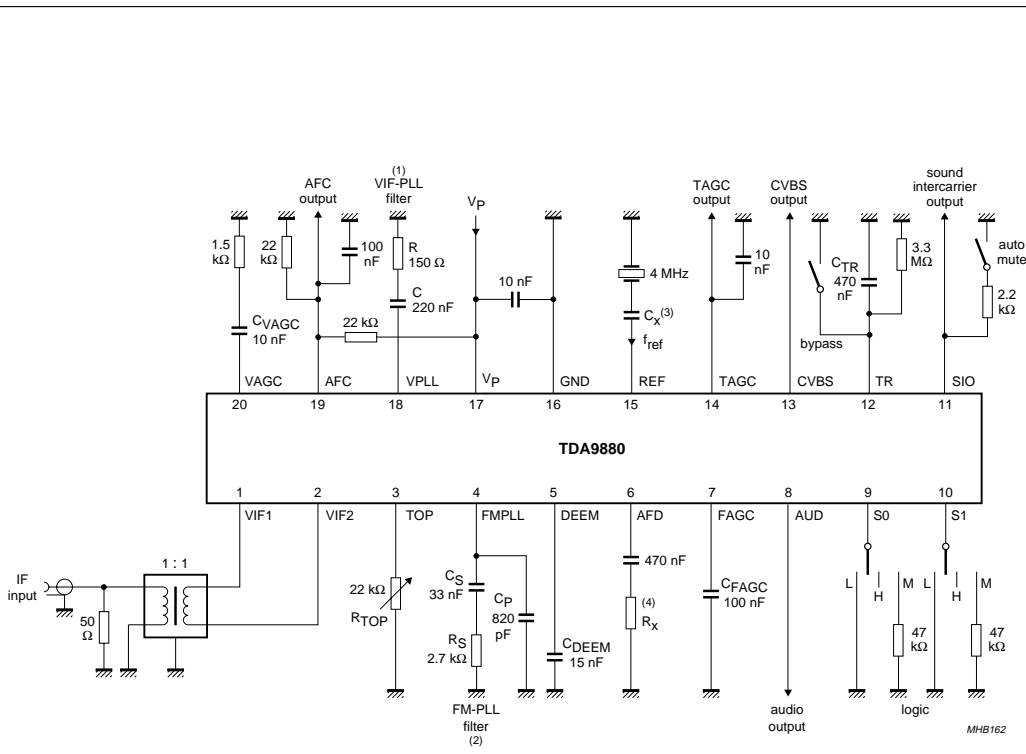 (1)
AFC
output
VIF-PLL
filter
VP
TAGC
output
CVBS
output
sound
intercarrier
output
1.5
kΩ
22
kΩ
100
nF
R
150 Ω
C
220 nF
10 nF
4 MHz
10
nF
CTR
470
nF
3.3
MΩ
auto
mute
2.2
kΩ
CVAGC
10 nF
22 kΩ
Cx(3)
fref
bypass
VAGC
AFC
VPLL
VP
GND
REF
TAGC
CVBS
TR
SIO
20
19
18
17
16
15
14
13
12
11
TDA9880
1
2
3
4
5
6
7
8
9
10
VIF1
VIF2
TOP
FMPLL
DEEM
AFD
FAGC
AUD
S0
S1
1 : 1
IF
input
50
Ω
22 kΩ
RTOP
CS
33 nF
CP
820
pF
RS
2.7 kΩ
CDEEM
15 nF
470 nF
(4)
Rx
CFAGC
100 nF
L
H
M
L
H
M
47
kΩ
47
kΩ
FM-PLL
filter
(2)
audio
output
logic
MHB162